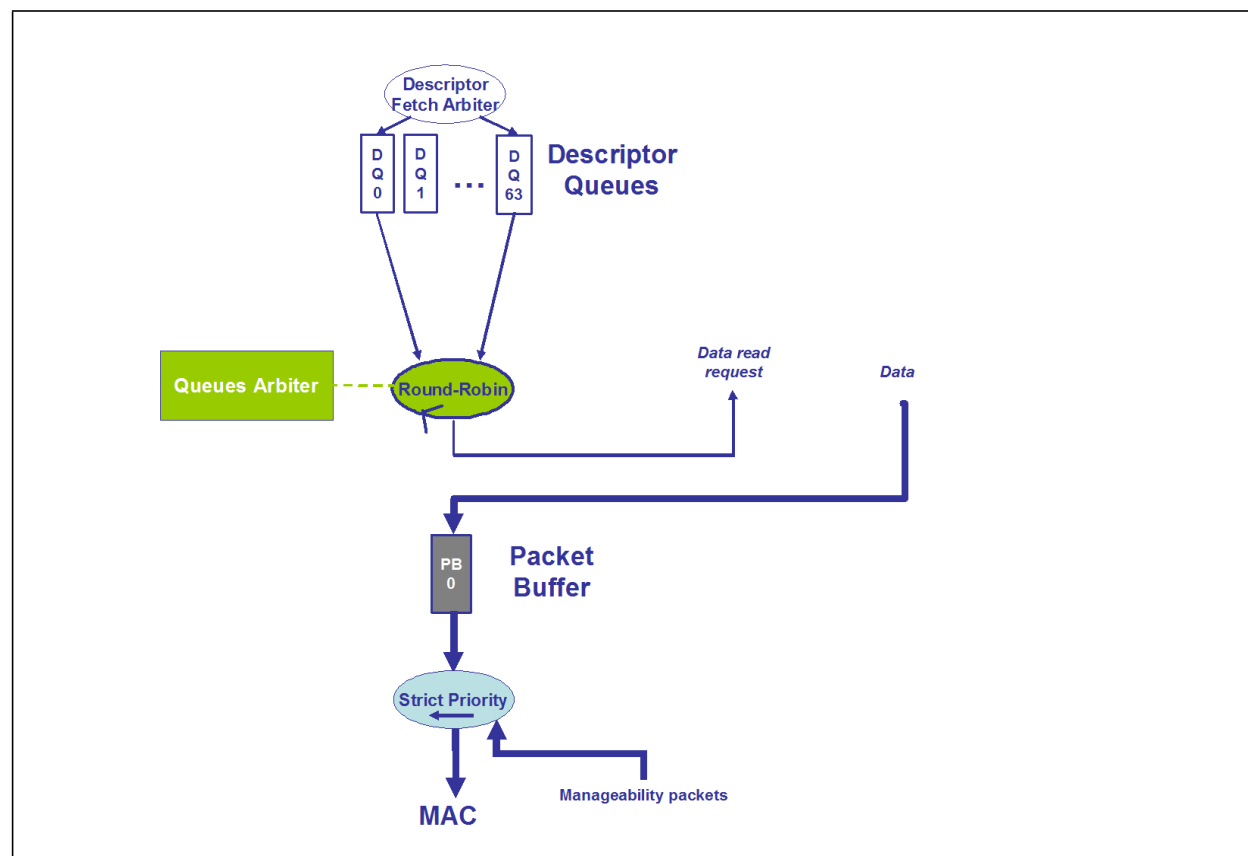 Descriptor
Fetch Arbiter
D
Q
0
D
Q
1
...
D
Q
63
Descriptor
Queues
Queues Arbiter
Round-Robin
Data read
request
Data
PB
0
Packet
Buffer
Strict Priority
Manageability packets
MAC